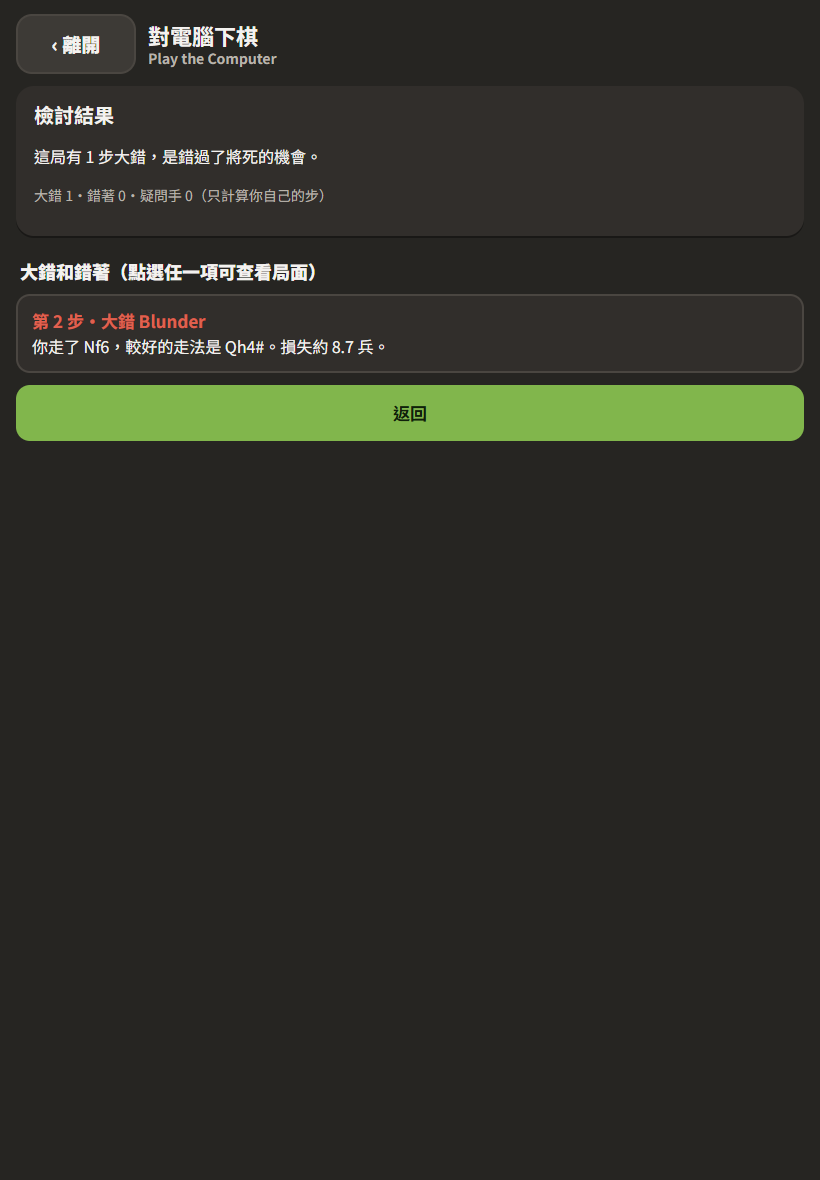 ‹ 離開
對電腦下棋
Play the Computer
檢討結果
這局有 1 步大錯，是錯過了將死的機會。
大錯 1・錯著 0・疑問手 0（只計算你自己的步）
大錯和錯著（點選任一項可查看局面）
第 2 步・大錯 Blunder
你走了 Nf6，較好的走法是 Qh4#。損失約 8.7 兵。
返回